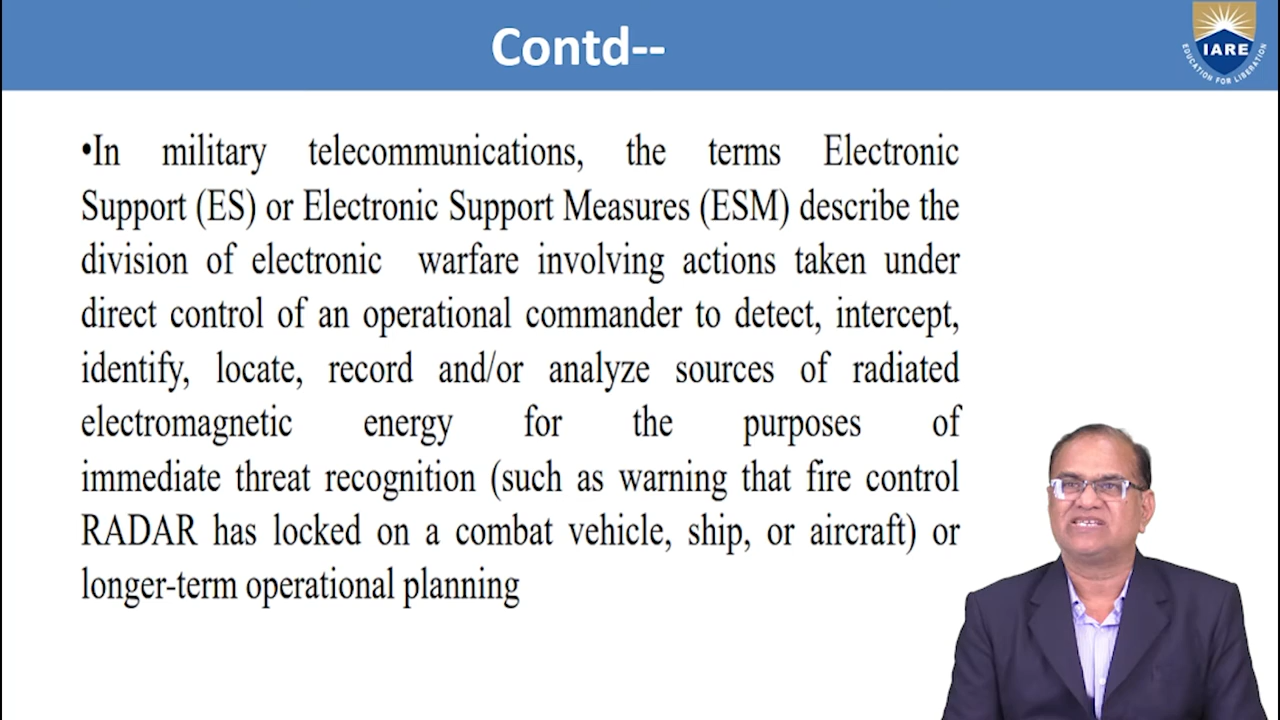 Contd--
IARE
EDUCATION FOR LIBERATION
•In military telecommunications, the terms Electronic
Support (ES) or Electronic Support Measures (ESM) describe the
division of electronic warfare involving actions taken under
direct control of an operational commander to detect, intercept,
identify, locate, record and/or analyze sources of radiated
electromagnetic energy for the purposes of
immediate threat recognition (such as warning that fire control
RADAR has locked on a combat vehicle, ship, or aircraft) or
longer-term operational planning